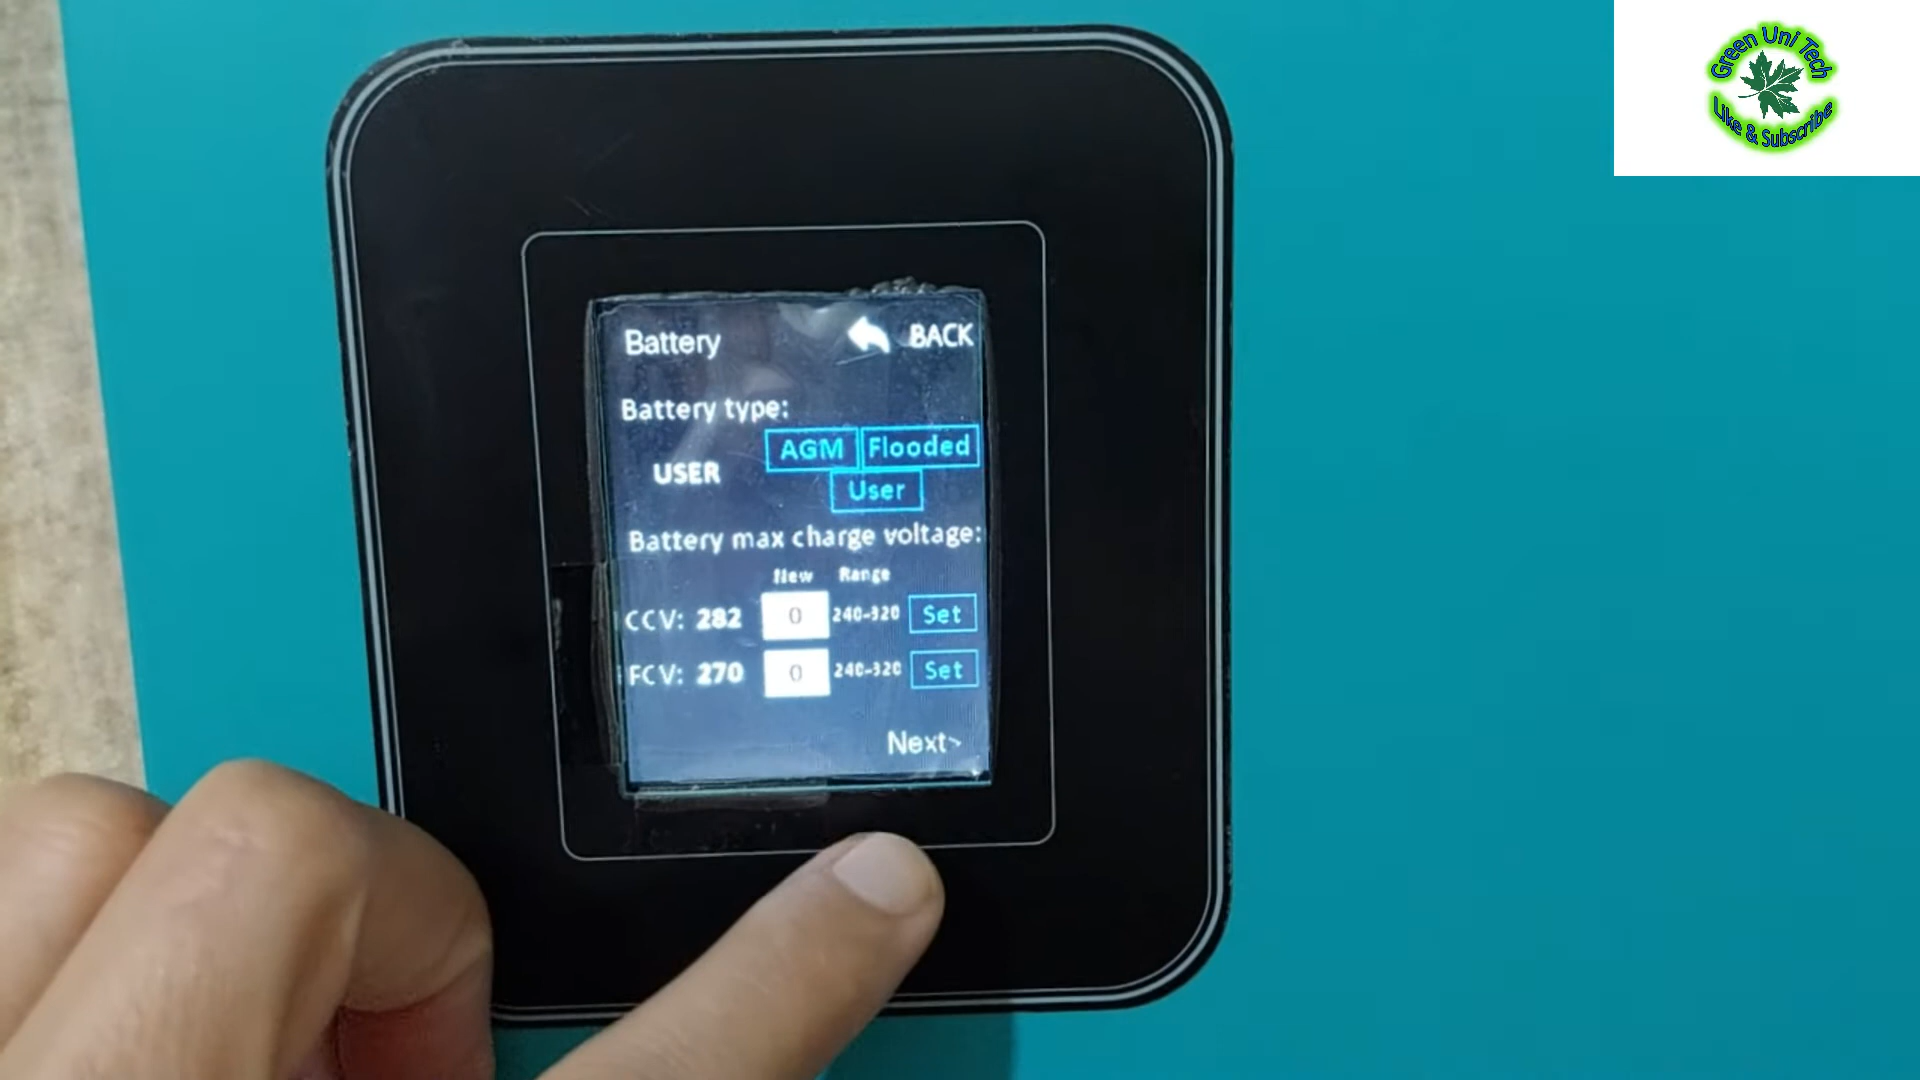 Green Uni Tech
Like & Subscribe
Battery BACK
Battery type:
AGM Flooded
USER
User
Battery max charge voltage:
New Range
CCV: 282 0 240-320 Set
FCV: 270 0 240-320 Set
Next>